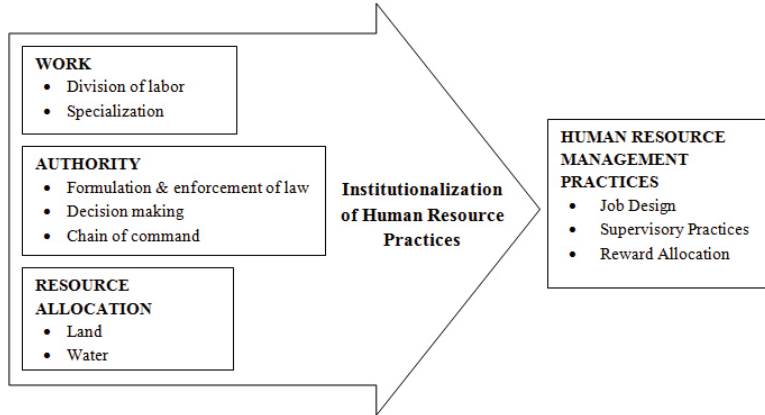 WORK
• Division of labor
• Specialization
AUTHORITY
• Formulation & enforcement of law
• Decision making
• Chain of command
RESOURCE
ALLOCATION
• Land
• Water
Institutionalization
of Human Resource
Practices
HUMAN RESOURCE
MANAGEMENT
PRACTICES
• Job Design
• Supervisory Practices
• Reward Allocation